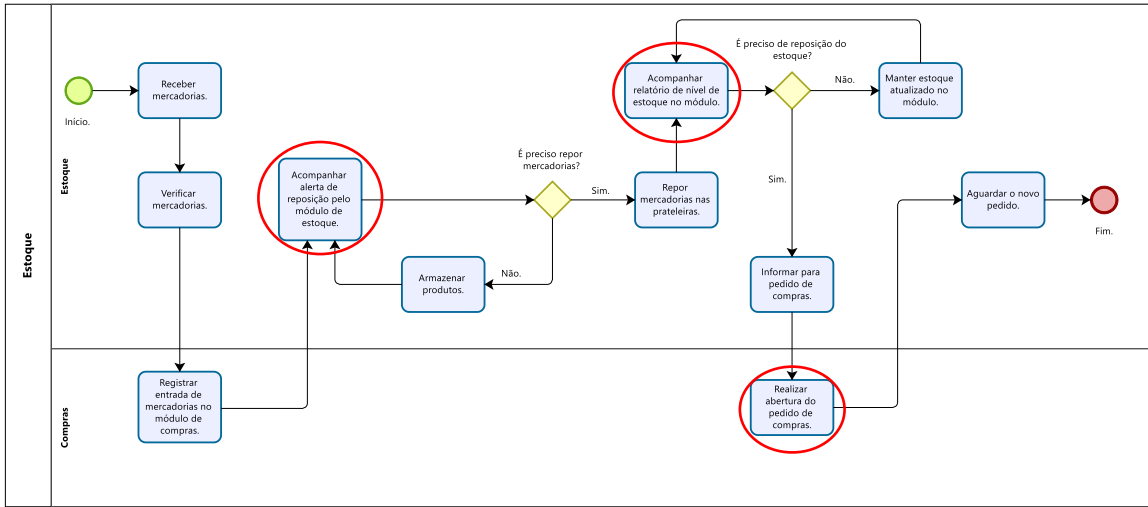 Estoque
Estoque
Início.
Receber
mercadorias.
Verificar
mercadorias.
Acompanhar
alerta de
reposição pelo
módulo de
estoque.
É preciso repor
mercadorias?
Sim.
Não.
Armazenar
produtos.
Repor
mercadorias nas
prateleiras.
Acompanhar
relatório de nível de
estoque no módulo.
É preciso de reposição do
estoque?
Não.
Manter estoque
atualizado no
módulo.
Sim.
Informar para
pedido de
compras.
Aguardar o novo
pedido.
Fim.
Compras
Registrar
entrada de
mercadorias no
módulo de
compras.
Realizar
abertura do
pedido de
compras.